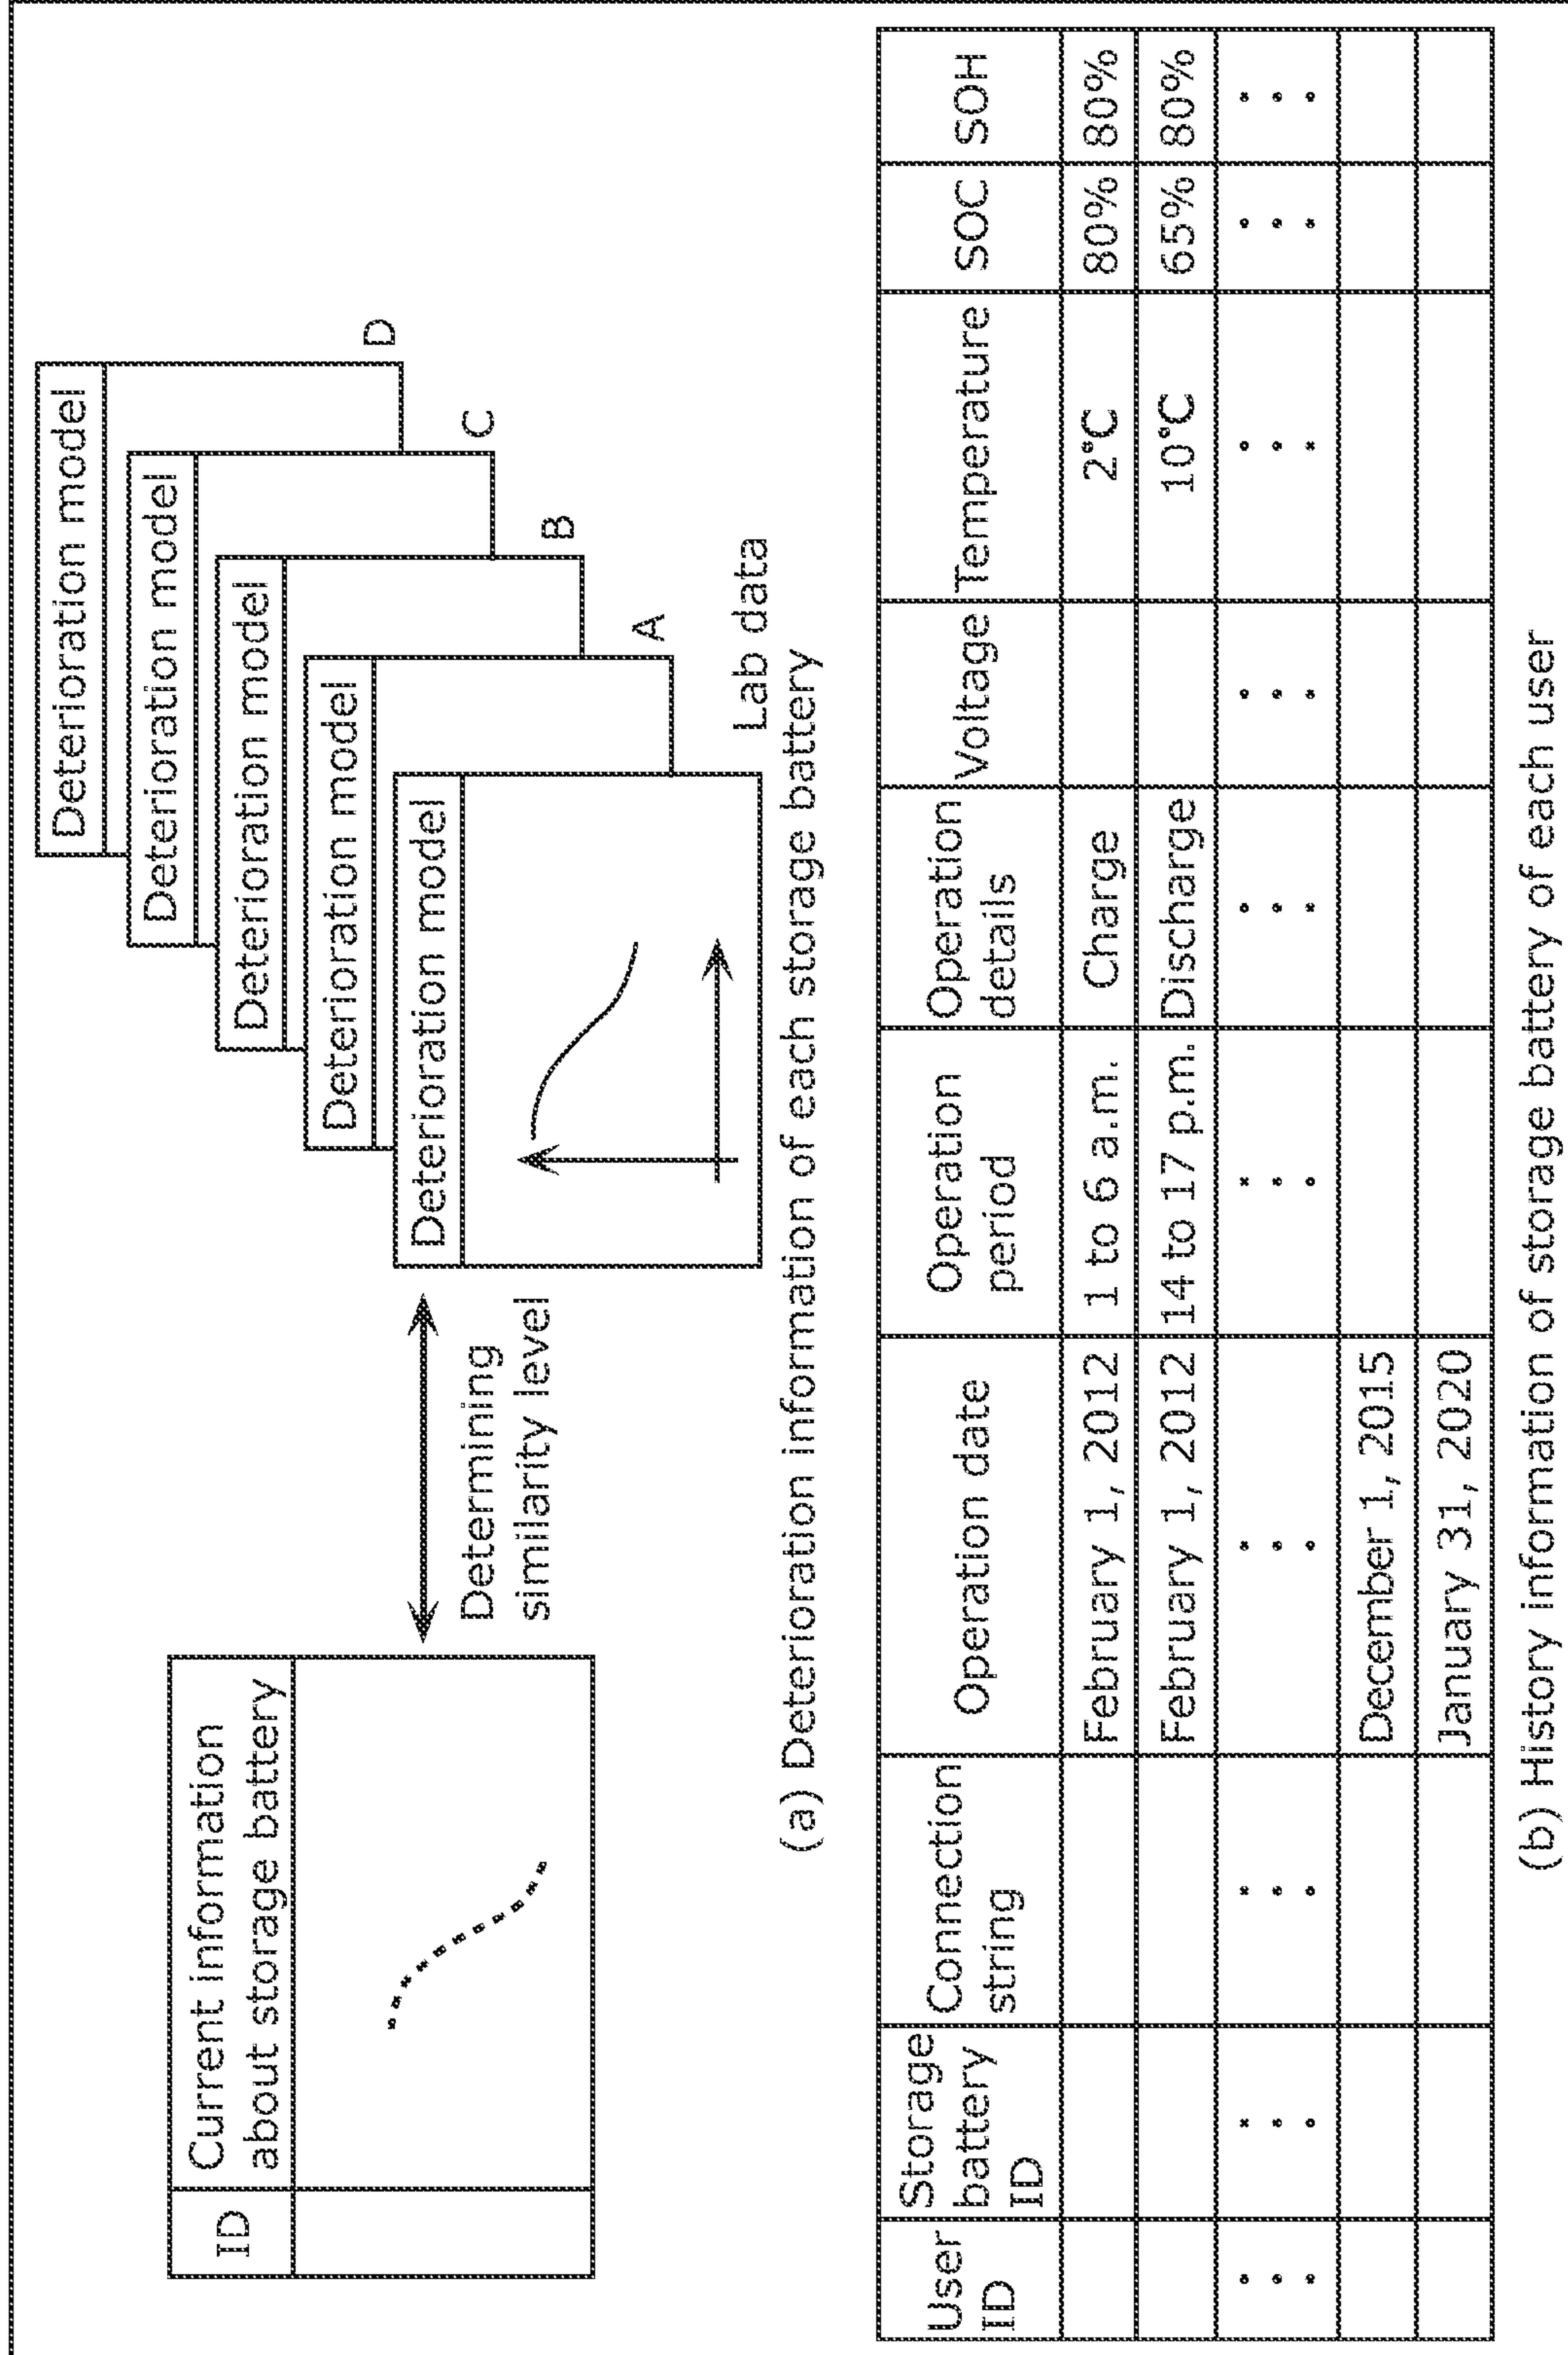 ID
Current information
about storage battery
Determining
similarity level
Deterioration model
Deterioration model
Deterioration model
Deterioration model
Deterioration model
D
C
B
A
Lab data
(a) Deterioration information of each storage battery
User ID Storage battery ID Connection string Operation date Operation period Operation details Voltage Temperature SOC SOH
February 1, 2012 1 to 6 a.m. Charge 2°C 80% 80%
February 1, 2012 14 to 17 p.m. Discharge 10°C 65% 80%
December 1, 2015
January 31, 2020
(b) History information of storage battery of each user